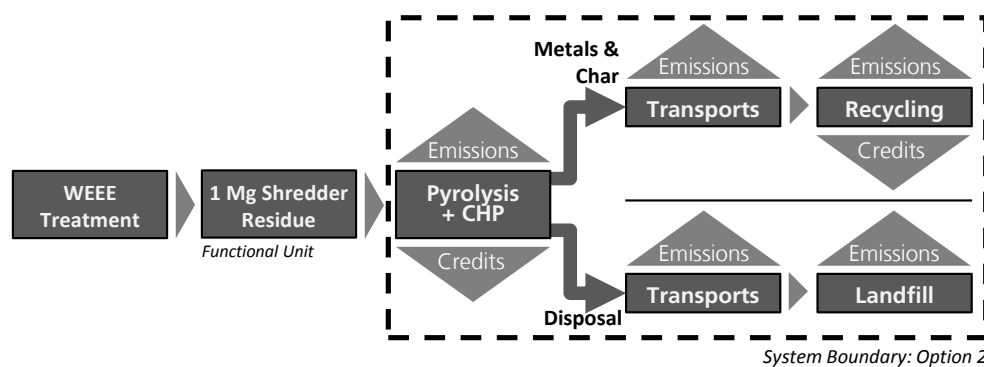 WEEE
Treatment
1 Mg Shredder
Residue
Functional Unit
Emissions
Pyrolysis
+ CHP
Credits
Metals &
Char
Emissions
Transports
Emissions
Recycling
Credits
Disposal
Emissions
Transports
Emissions
Landfill
System Boundary: Option 2